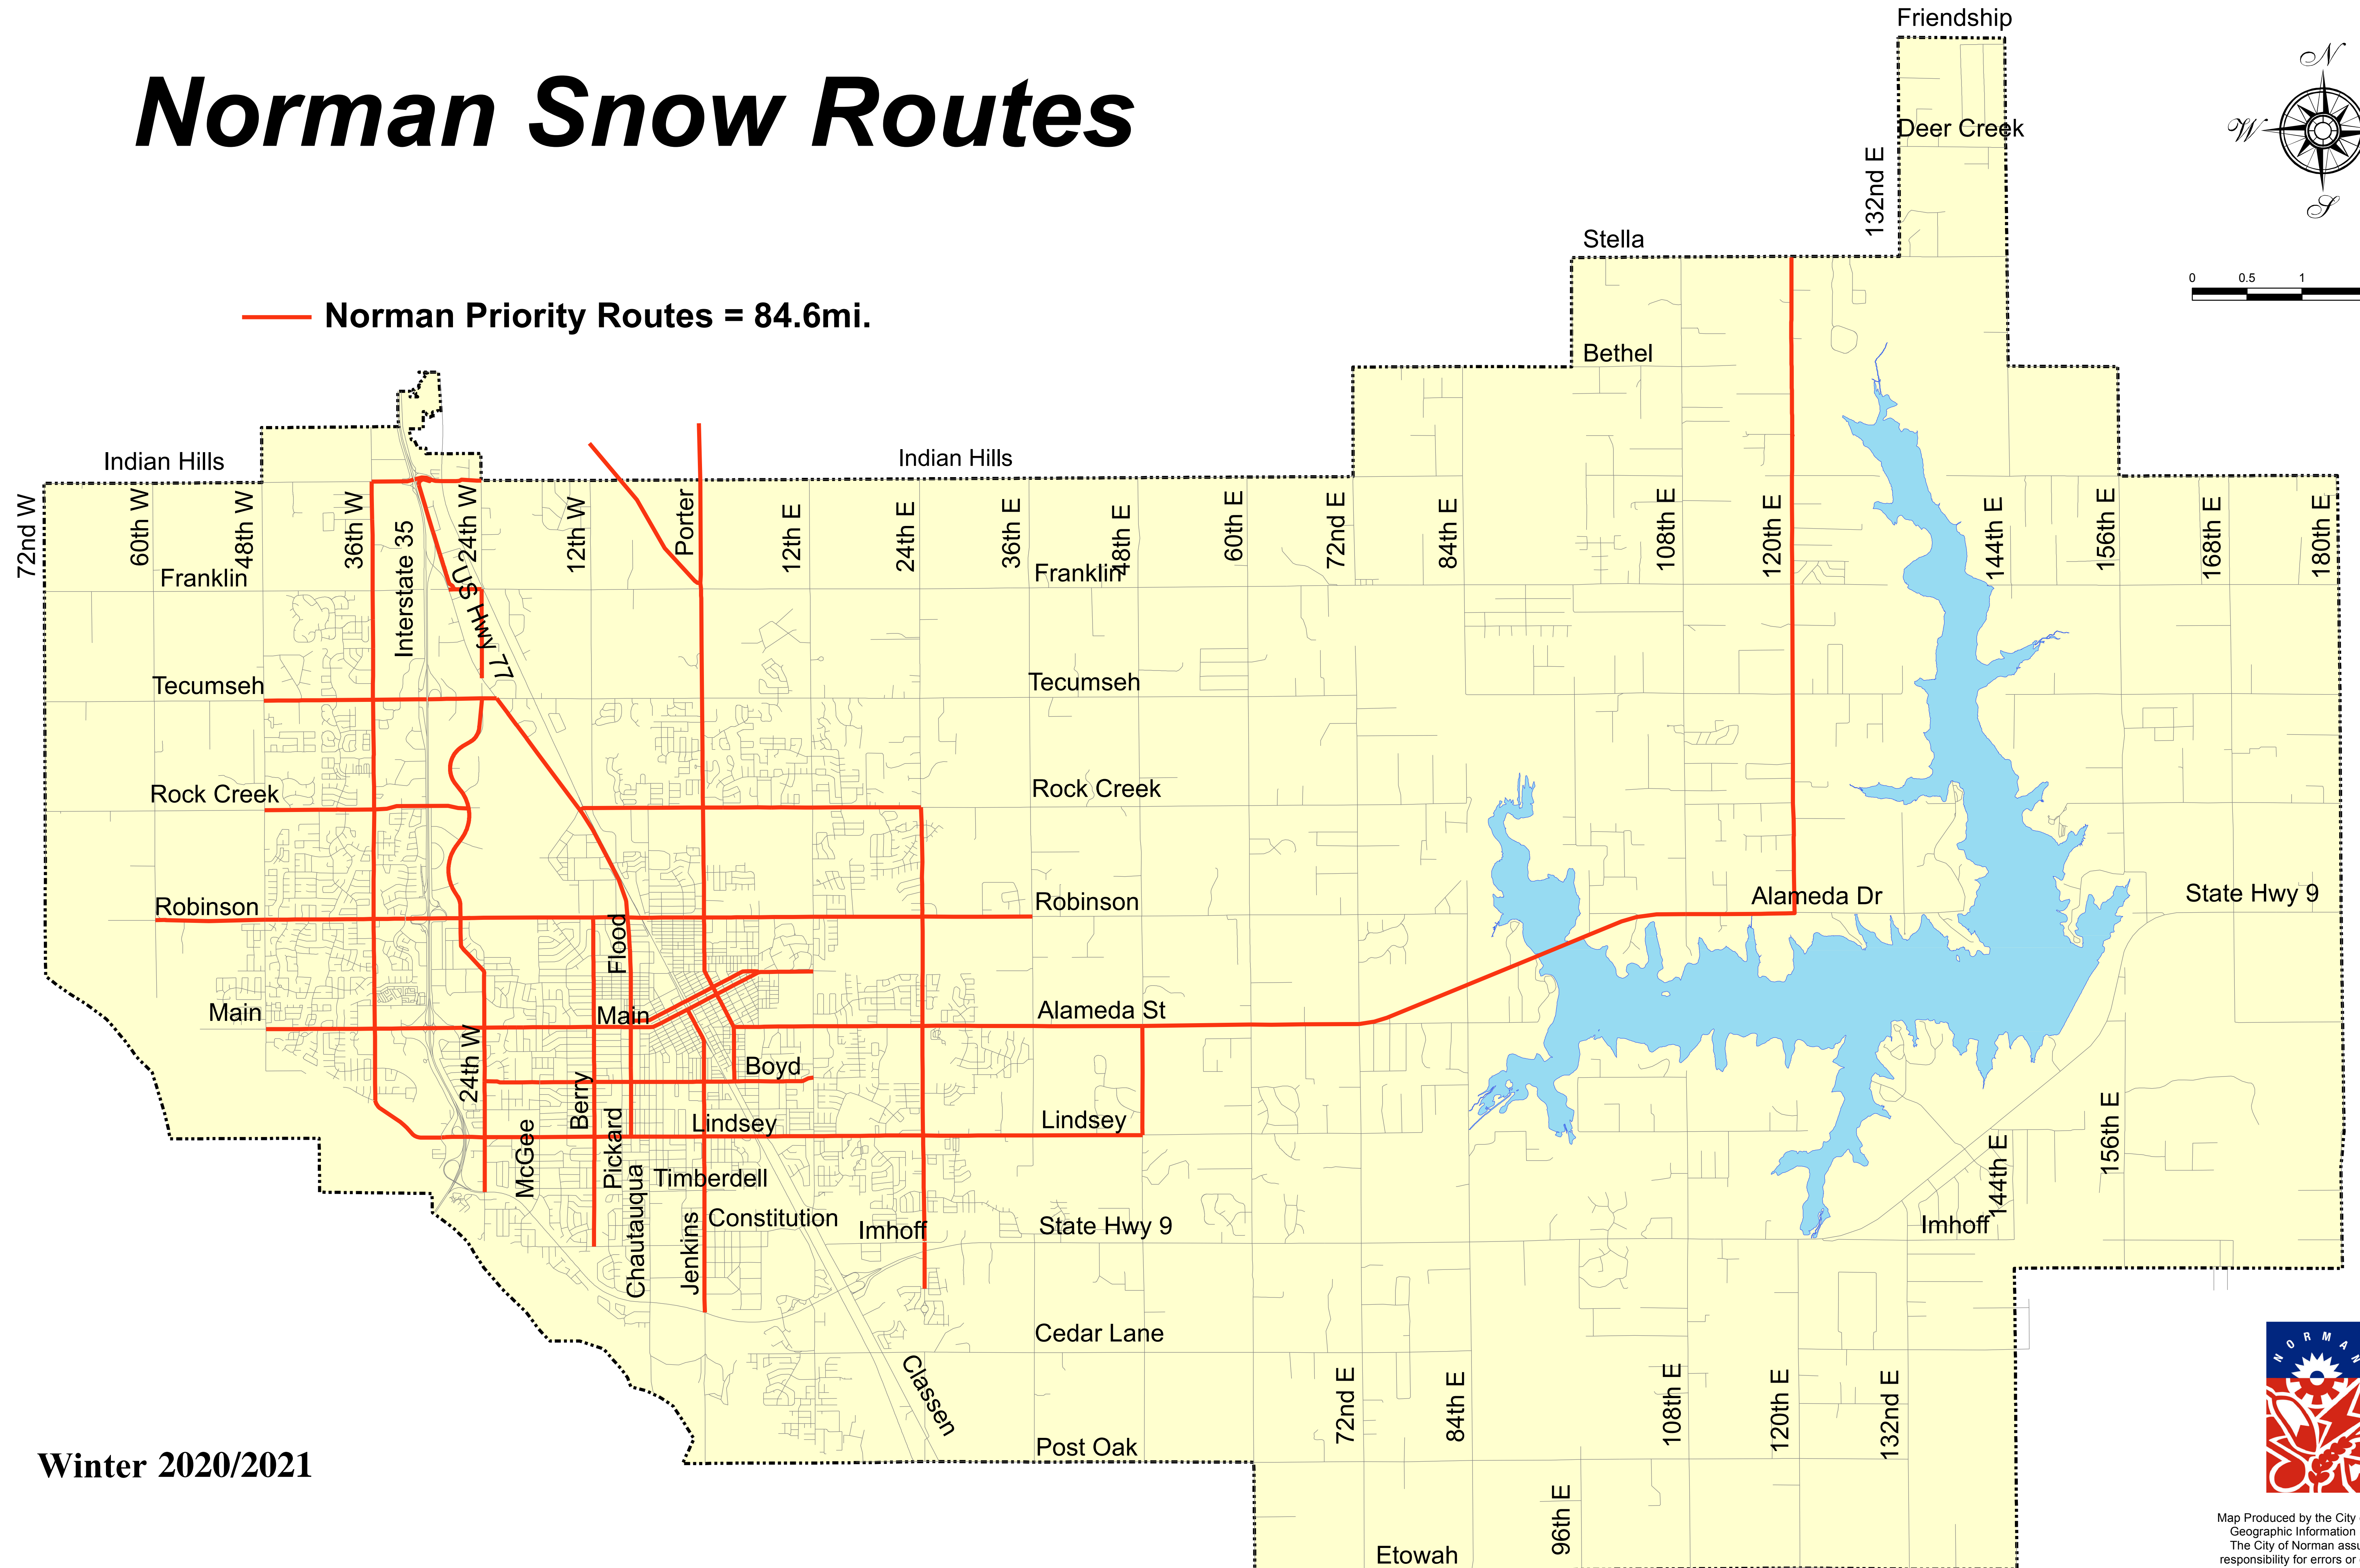 Friendship
N
Norman Snow Routes
Deer Creek
W
132nd E
S
Stella
0 0.5 1
Norman Priority Routes = 84.6mi.
Bethel
Indian Hills
Indian Hills
72nd W
60th W
48th W
36th W
Interstate 35
24th W
US Hwy 77
12th W
Porter
12th E
24th E
36th E
48th E
60th E
72nd E
84th E
108th E
120th E
144th E
156th E
168th E
180th E
Franklin
Franklin
Tecumseh
Tecumseh
Rock Creek
Rock Creek
Robinson
Flood
Robinson
Alameda Dr
State Hwy 9
Main
Main
Alameda St
24th W
Boyd
Berry
McGee
Pickard
Lindsey
Lindsey
156th E
Chautauqua
Timberdell
144th E
Jenkins
Constitution
Imhoff
State Hwy 9
Imhoff
Cedar Lane
NORMAN
Classen
72nd E
84th E
108th E
120th E
132nd E
Post Oak
Winter 2020/2021
96th E
Etowah
Map Produced by the City
Geographic Information
The City of Norman assu
responsibility for errors or